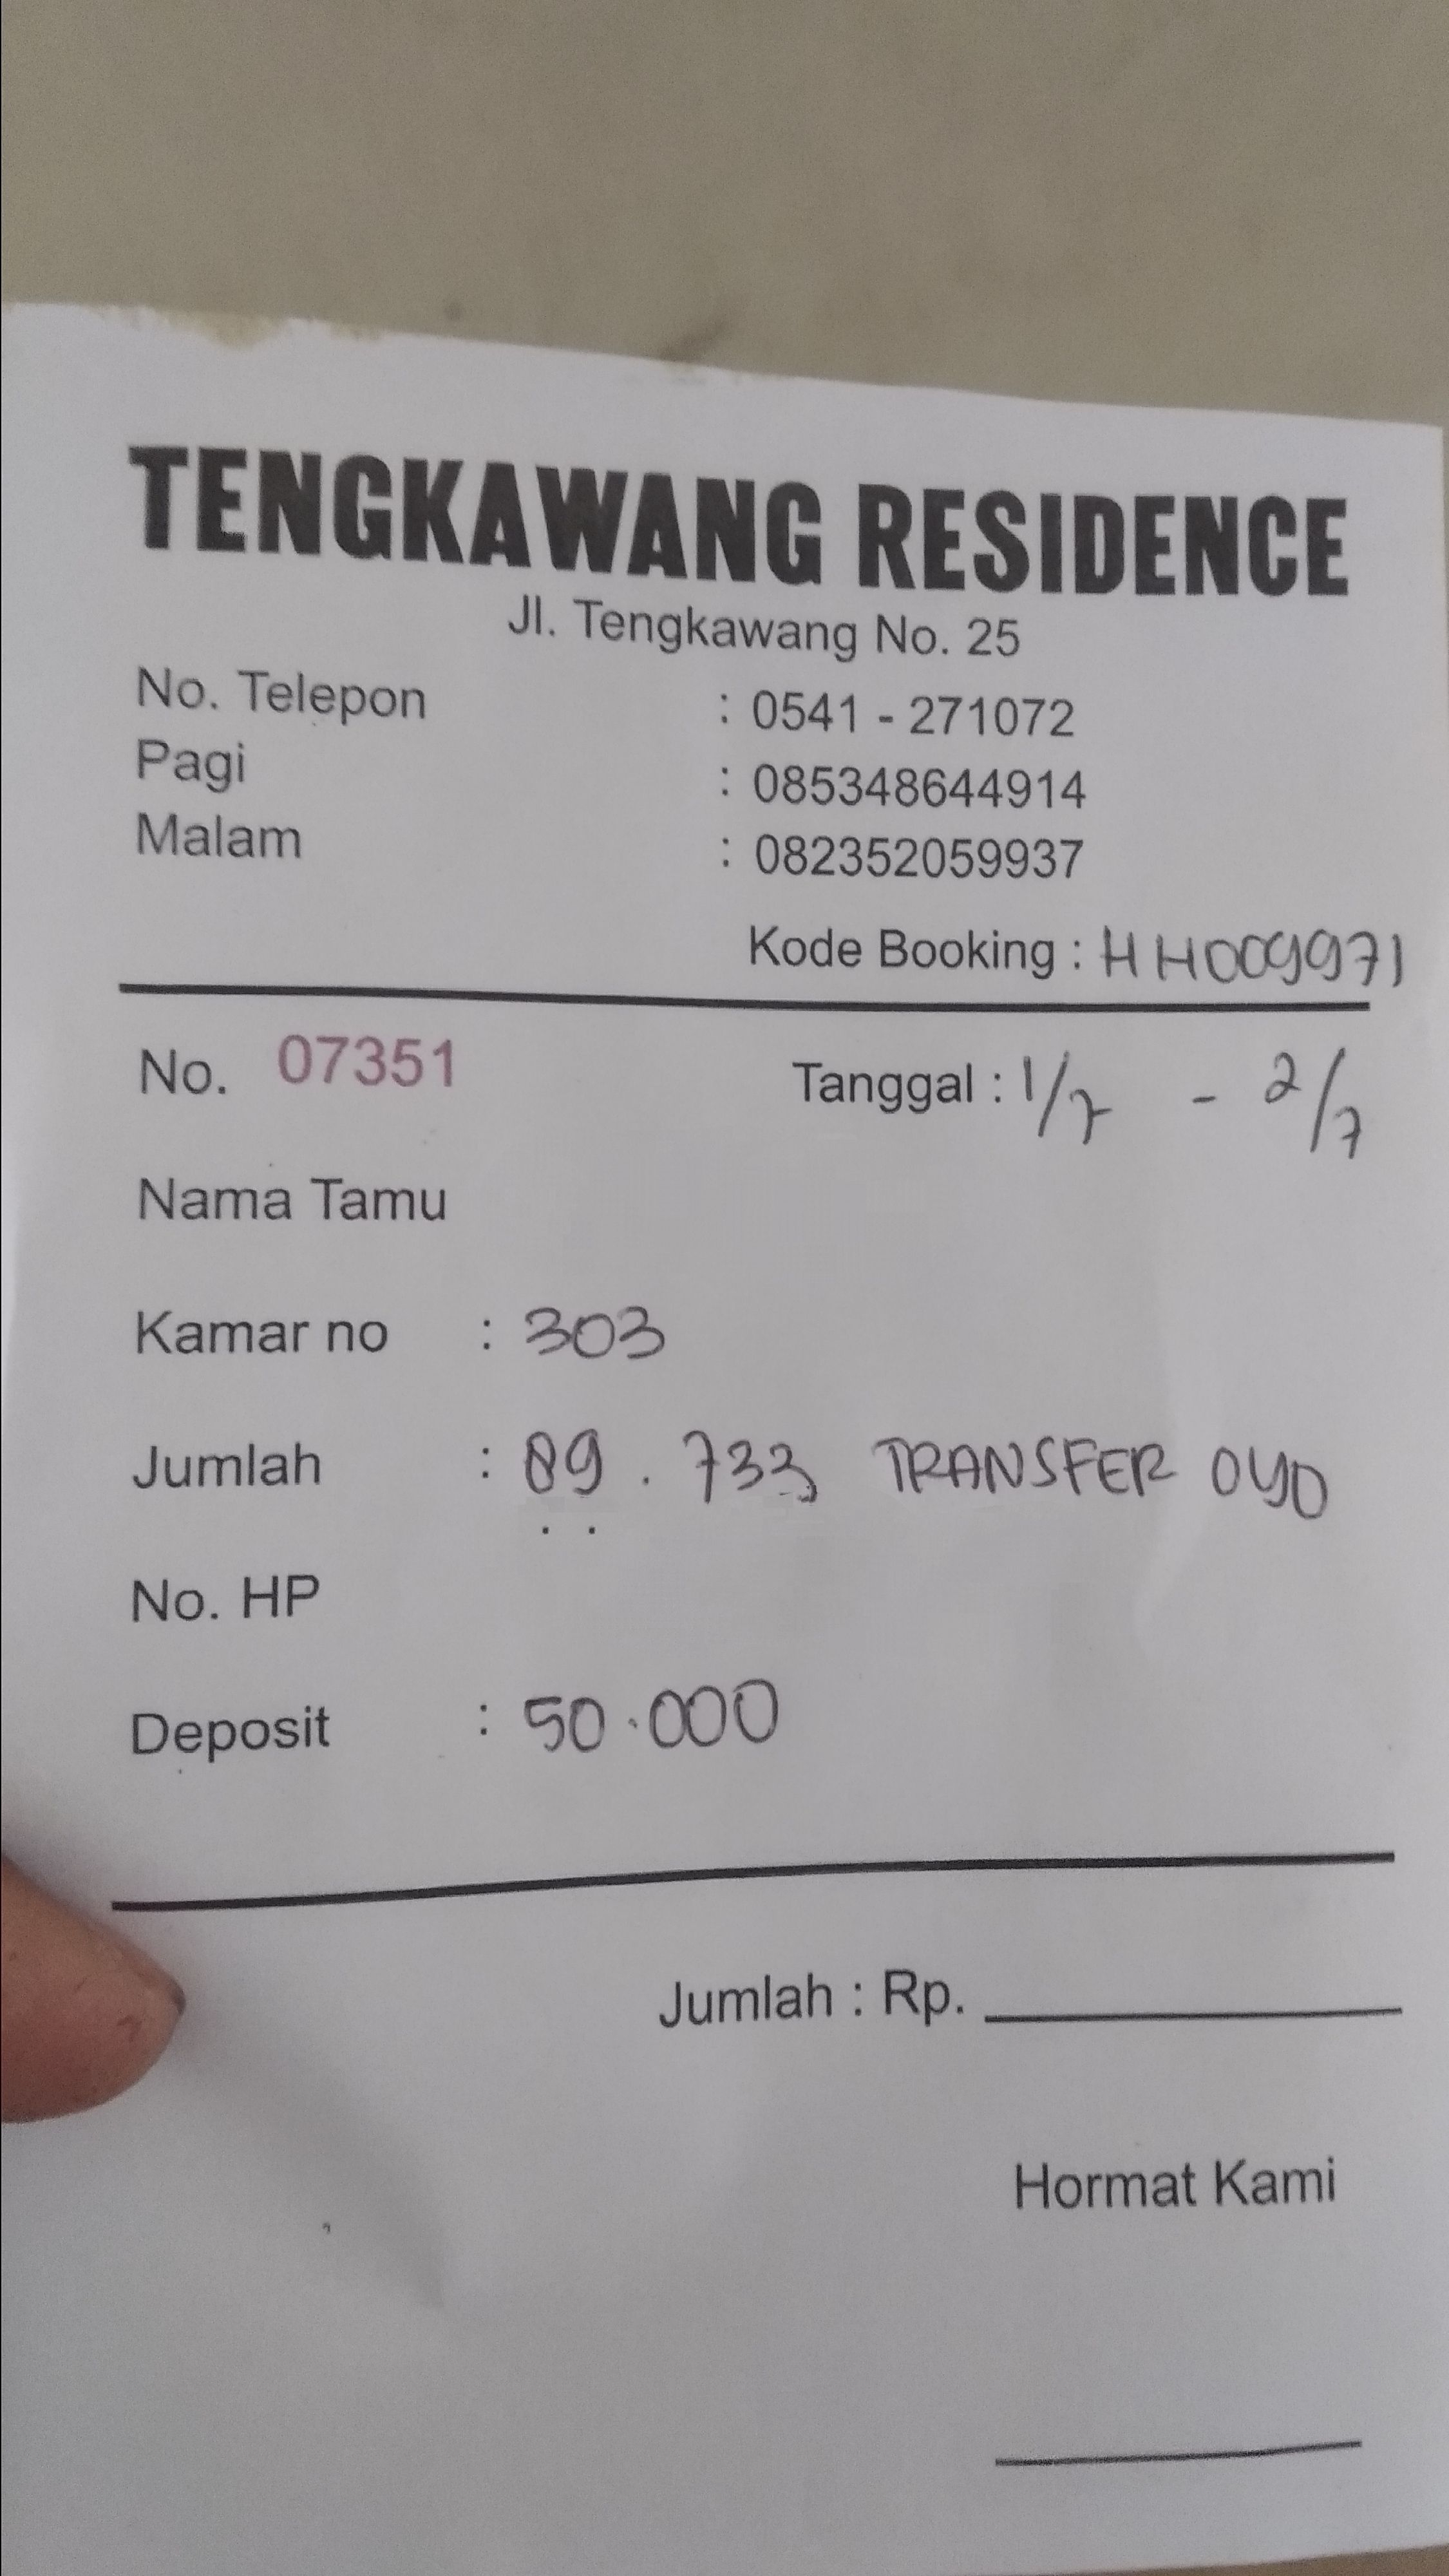 TENGKAWANG RESIDENCE
Jl. Tengkawang No. 25
No. Telepon : 0541 - 271072
Pagi : 085348644914
Malam : 082352059937
Kode Booking : HH009971
No. 07351 Tanggal : 1/7 - 2/7
Nama Tamu
Kamar no : 303
Jumlah : 89.733 TRANSFER OYO
No. HP
Deposit : 50.000
Jumlah : Rp.
Hormat Kami